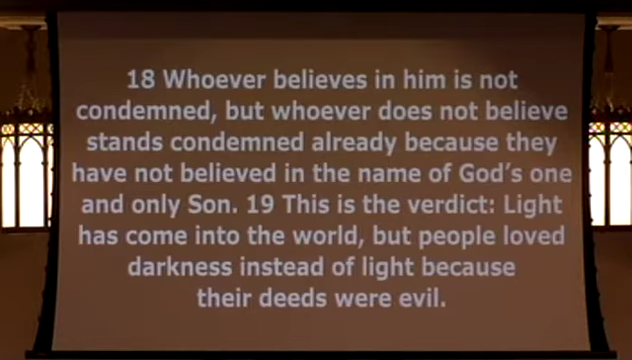 18 Whoever believes in him is not
condemned, but whoever does not believe
stands condemned already because they
have not believed in the name of God's one
and only Son. 19 This is the verdict: Light
has come into the world, but people loved
darkness instead of light because
their deeds were evil.